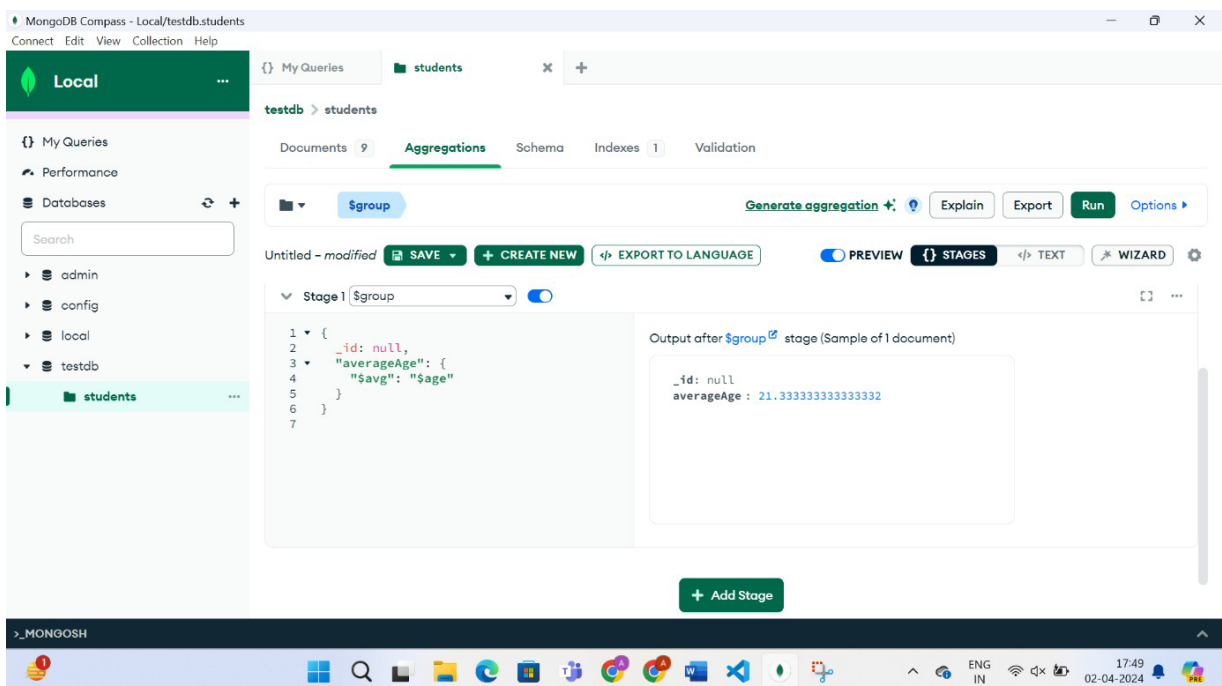 MongoDB Compass - Local/testdb.students
Connect Edit View Collection Help
Local
{} My Queries
students
testdb > students
{} My Queries
Performance
Databases
Search
admin
config
local
testdb
students
Documents 9 Aggregations Schema Indexes 1 Validation
$group
Generate aggregation Explain Export Run Options
Untitled – modified SAVE + CREATE NEW </> EXPORT TO LANGUAGE PREVIEW {} STAGES </> TEXT WIZARD
Stage 1 $group
1 {
2 _id: null,
3 "averageAge": {
4 "$avg": "$age"
5 }
6 }
7
Output after $group stage (Sample of 1 document)
_id: null
averageAge : 21.333333333333332
+ Add Stage
>_MONGOSH
1
ENG
IN
17:49
02-04-2024
PRE